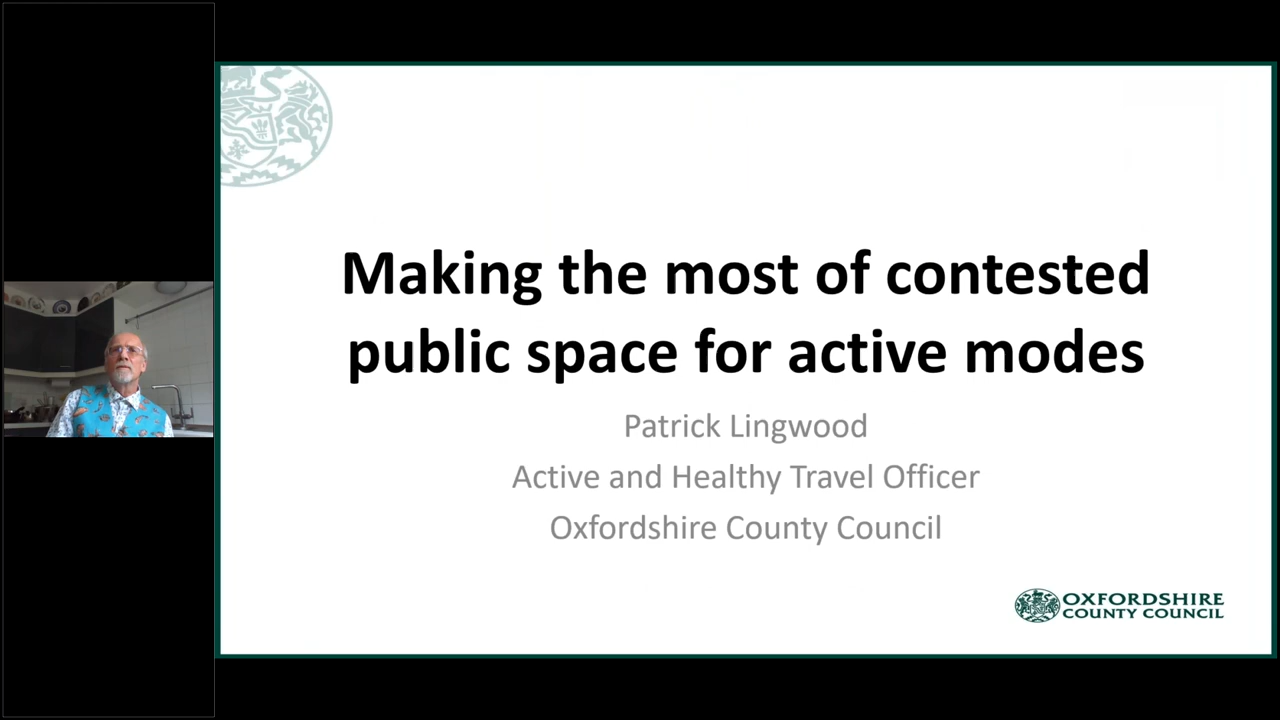 Making the most of contested
public space for active modes
Patrick Lingwood
Active and Healthy Travel Officer
Oxfordshire County Council
OXFORDSHIRE
COUNTY COUNCIL